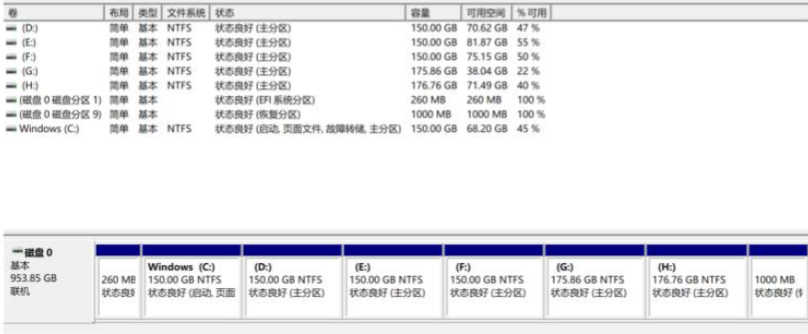 卷 布局 类型 文件系统 状态 容量 可用空间 % 可用
(D:) 简单 基本 NTFS 状态良好 (主分区) 150.00 GB 70.62 GB 47 %
(E:) 简单 基本 NTFS 状态良好 (主分区) 150.00 GB 81.87 GB 55 %
(F:) 简单 基本 NTFS 状态良好 (主分区) 150.00 GB 75.15 GB 50 %
(G:) 简单 基本 NTFS 状态良好 (主分区) 175.86 GB 38.04 GB 22 %
(H:) 简单 基本 NTFS 状态良好 (主分区) 176.76 GB 71.49 GB 40 %
(磁盘 0 磁盘分区 1) 简单 基本 状态良好 (EFI 系统分区) 260 MB 260 MB 100 %
(磁盘 0 磁盘分区 9) 简单 基本 状态良好 (恢复分区) 1000 MB 1000 MB 100 %
Windows (C:) 简单 基本 NTFS 状态良好 (启动, 页面文件, 故障转储, 主分区) 150.00 GB 68.20 GB 45 %
磁盘 0
基本
953.85 GB
联机
260 MB
状态良
Windows (C:)
150.00 GB NTFS
状态良好 (启动, 页面
(D:)
150.00 GB NTFS
状态良好 (主分区)
(E:)
150.00 GB NTFS
状态良好 (主分区)
(F:)
150.00 GB NTFS
状态良好 (主分区)
(G:)
175.86 GB NTFS
状态良好 (主分区)
(H:)
176.76 GB NTFS
状态良好 (主分区)
1000 MB
状态良好 (